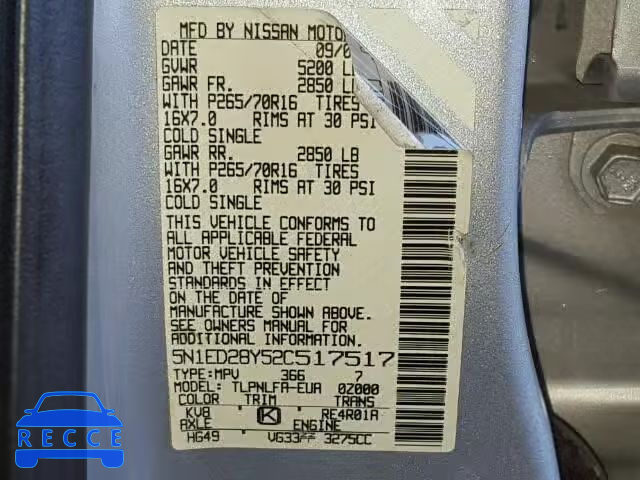 MFD BY NISSAN MOTOR
DATE 09/0
GVWR 5200 L
GAWR FR. 2850 L
WITH P265/70R16 TIRES
16X7.0 RIMS AT 30 PSI
COLD SINGLE
GAWR RR. 2850 LB
WITH P265/70R16 TIRES
16X7.0 RIMS AT 30 PSI
COLD SINGLE
THIS VEHICLE CONFORMS TO
ALL APPLICABLE FEDERAL
MOTOR VEHICLE SAFETY
AND THEFT PREVENTION
STANDARDS IN EFFECT
ON THE DATE OF
MANUFACTURE SHOWN ABOVE.
SEE OWNERS MANUAL FOR
ADDITIONAL INFORMATION.
5N1ED28Y52C517517
TYPE:MPV 366 7
MODEL: TLPNLFA-EUA 0Z000
COLOR TRIM TRANS
KV8 K RE4R01A
AXLE ENGINE
HG49 VG33 3275CC
RECCE